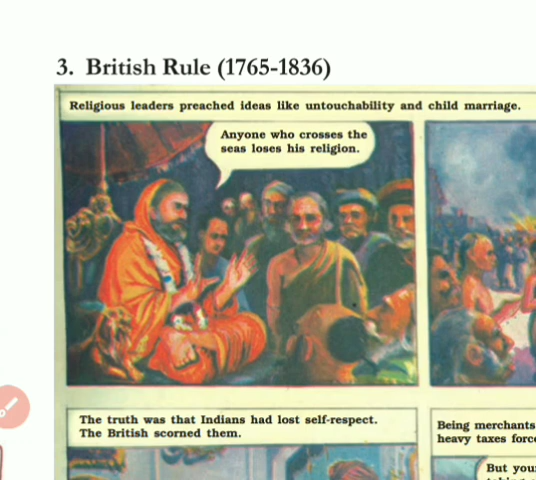 3. British Rule (1765-1836)
Religious leaders preached ideas like untouchability and child marriage.
Anyone who crosses the
seas loses his religion.
The truth was that Indians had lost self-respect.
The British scorned them.
Being merchants
heavy taxes
But